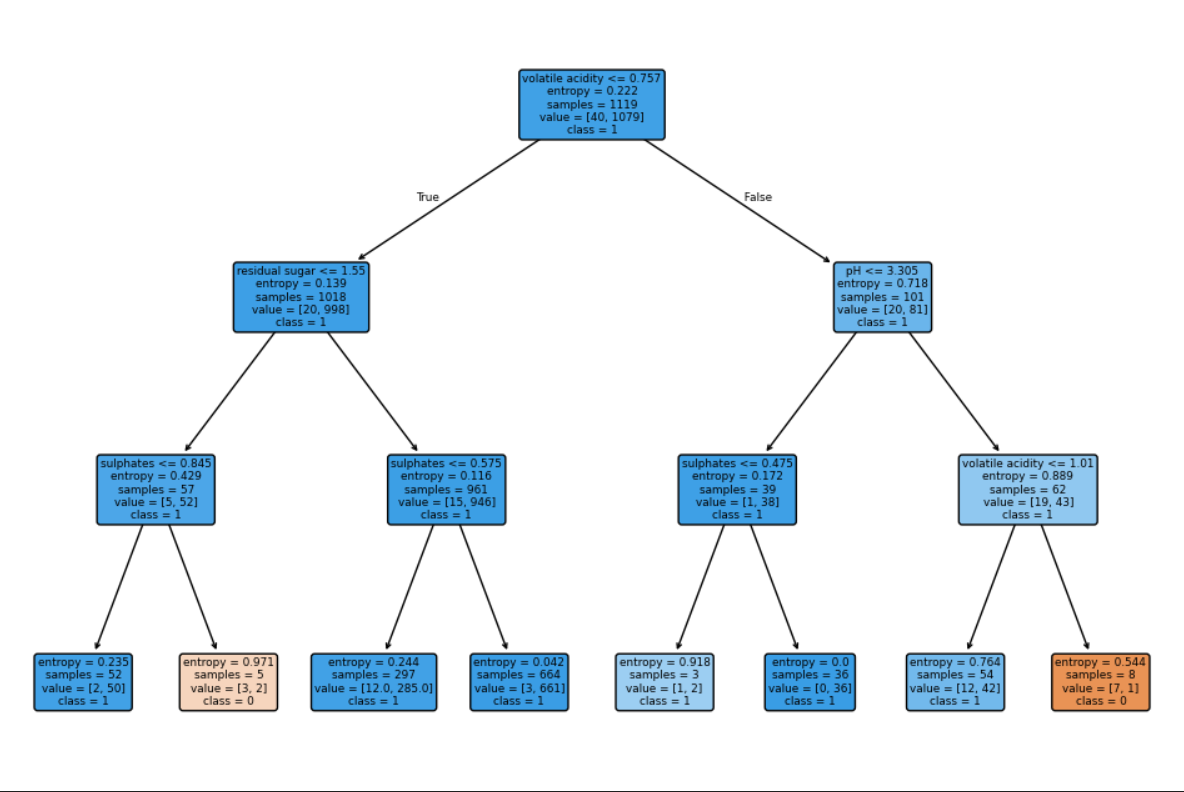 volatile acidity <= 0.757
entropy = 0.222
samples = 1119
value = [40, 1079]
class = 1
True
False
residual sugar <= 1.55
entropy = 0.139
samples = 1018
value = [20, 998]
class = 1
pH <= 3.305
entropy = 0.718
samples = 101
value = [20, 81]
class = 1
sulphates <= 0.845
entropy = 0.429
samples = 57
value = [5, 52]
class = 1
sulphates <= 0.575
entropy = 0.116
samples = 961
value = [15, 946]
class = 1
sulphates <= 0.475
entropy = 0.172
samples = 39
value = [1, 38]
class = 1
volatile acidity <= 1.01
entropy = 0.889
samples = 62
value = [19, 43]
class = 1
entropy = 0.235
samples = 52
value = [2, 50]
class = 1
entropy = 0.971
samples = 5
value = [3, 2]
class = 0
entropy = 0.244
samples = 297
value = [12.0, 285.0]
class = 1
entropy = 0.042
samples = 664
value = [3, 661]
class = 1
entropy = 0.918
samples = 3
value = [1, 2]
class = 1
entropy = 0.0
samples = 36
value = [0, 36]
class = 1
entropy = 0.764
samples = 54
value = [12, 42]
class = 1
entropy = 0.544
samples = 8
value = [7, 1]
class = 0